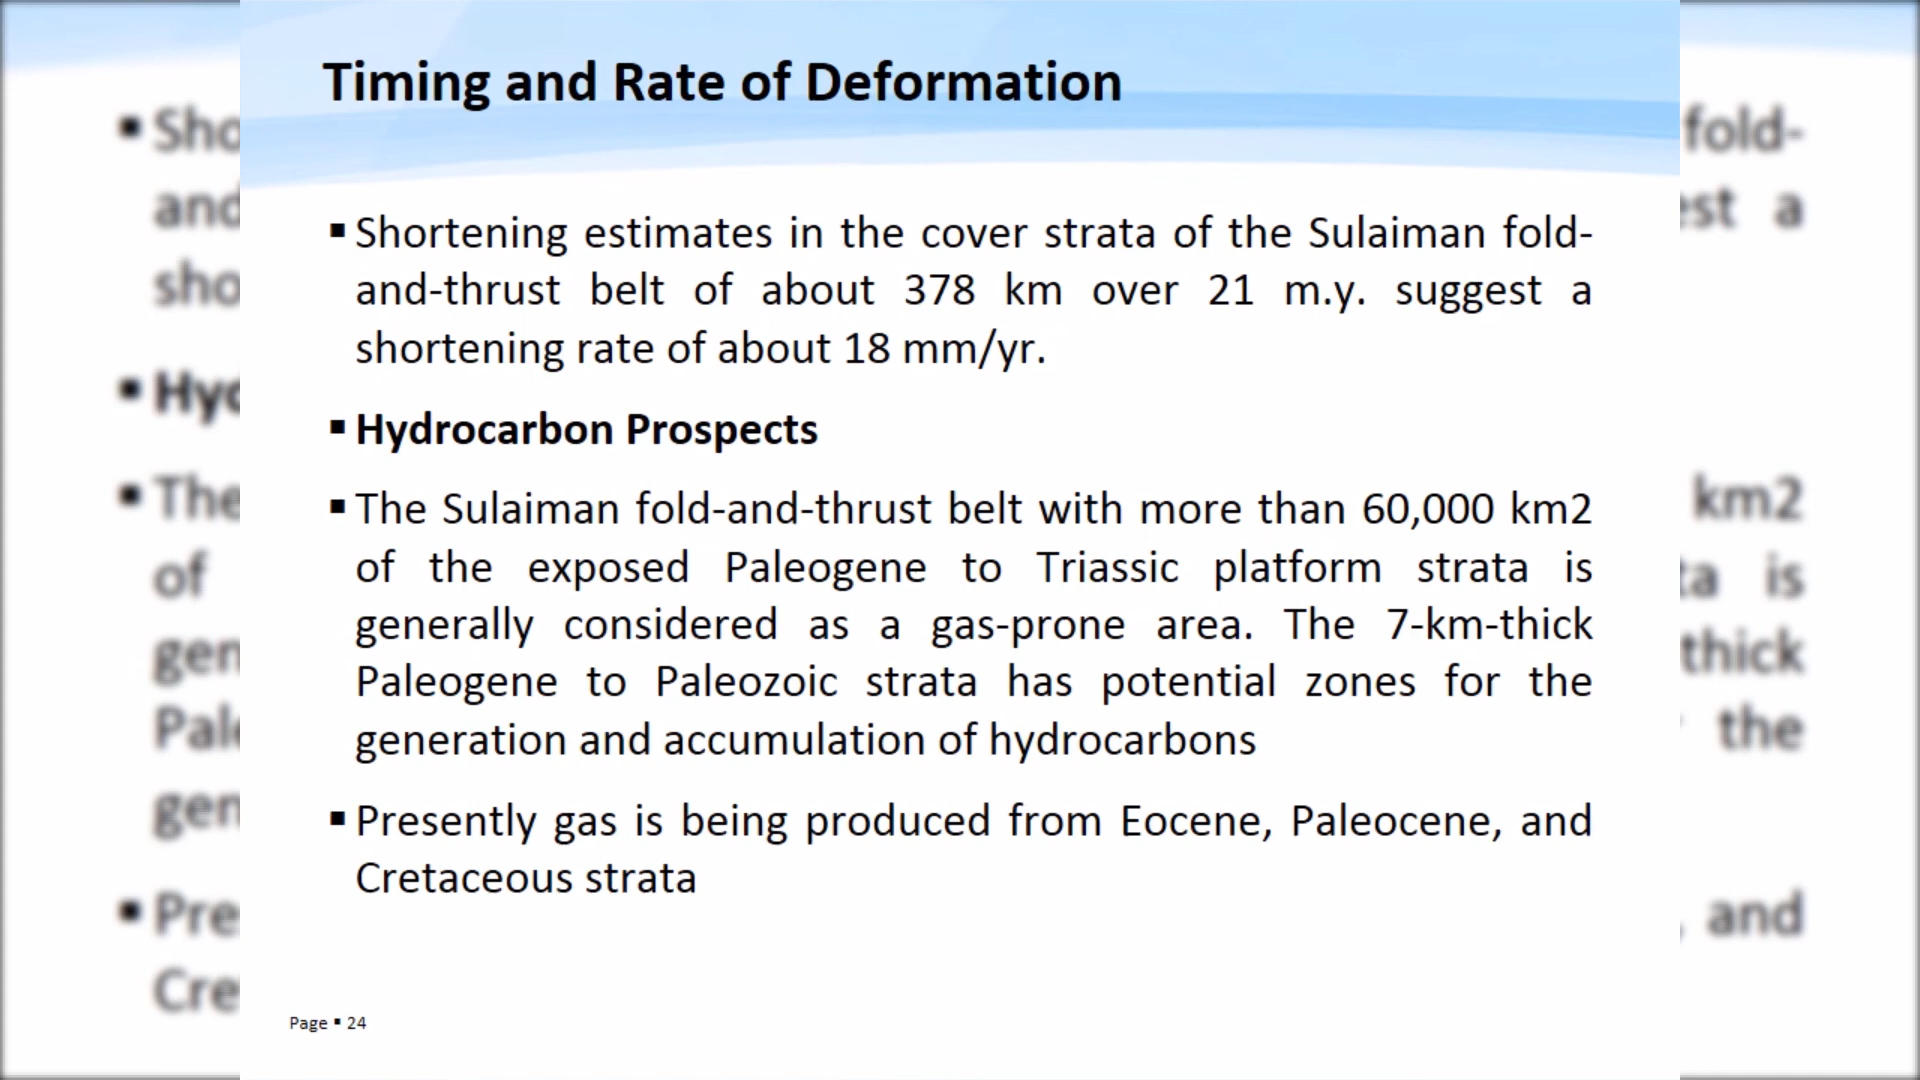 Timing and Rate of Deformation
▪ Shortening estimates in the cover strata of the Sulaiman fold-
and-thrust belt of about 378 km over 21 m.y. suggest a
shortening rate of about 18 mm/yr.
▪ Hydrocarbon Prospects
▪ The Sulaiman fold-and-thrust belt with more than 60,000 km2
of the exposed Paleogene to Triassic platform strata is
generally considered as a gas-prone area. The 7-km-thick
Paleogene to Paleozoic strata has potential zones for the
generation and accumulation of hydrocarbons
▪ Presently gas is being produced from Eocene, Paleocene, and
Cretaceous strata
Page ▪ 24